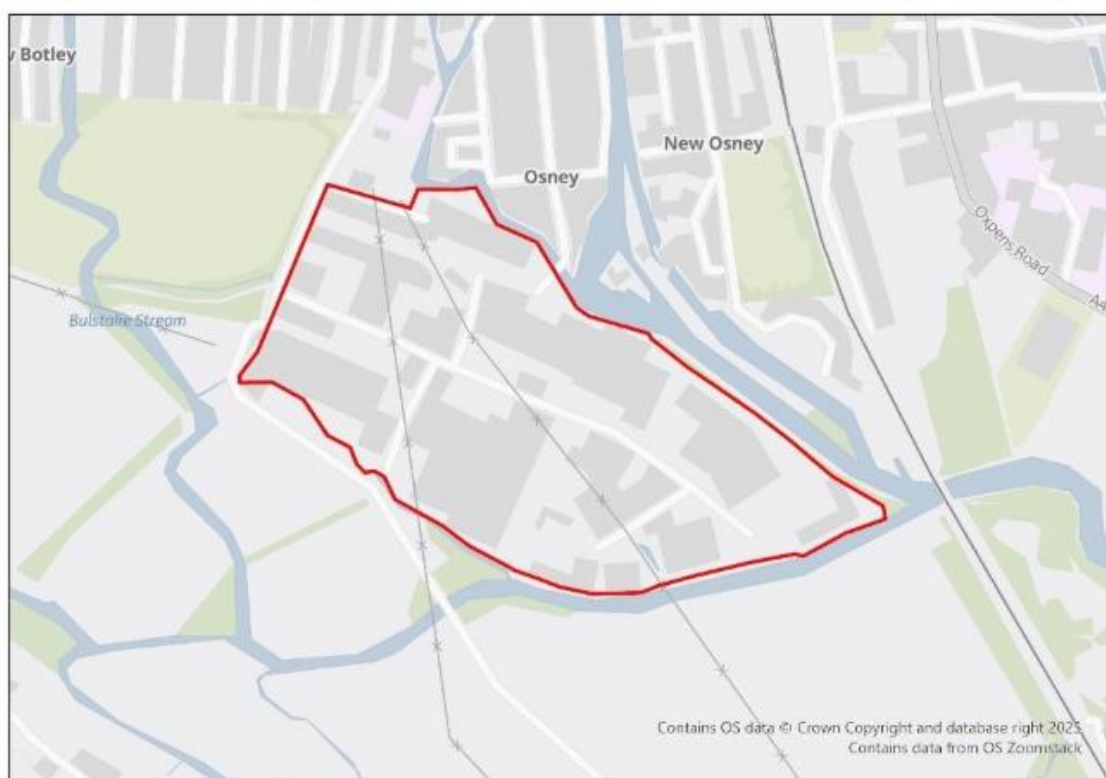 Botley
New Osney
Osney
Oxpens Road
A4
Bulstake Stream
Contains OS data © Crown Copyright and database right 2025
Contains data from OS Zoomstack